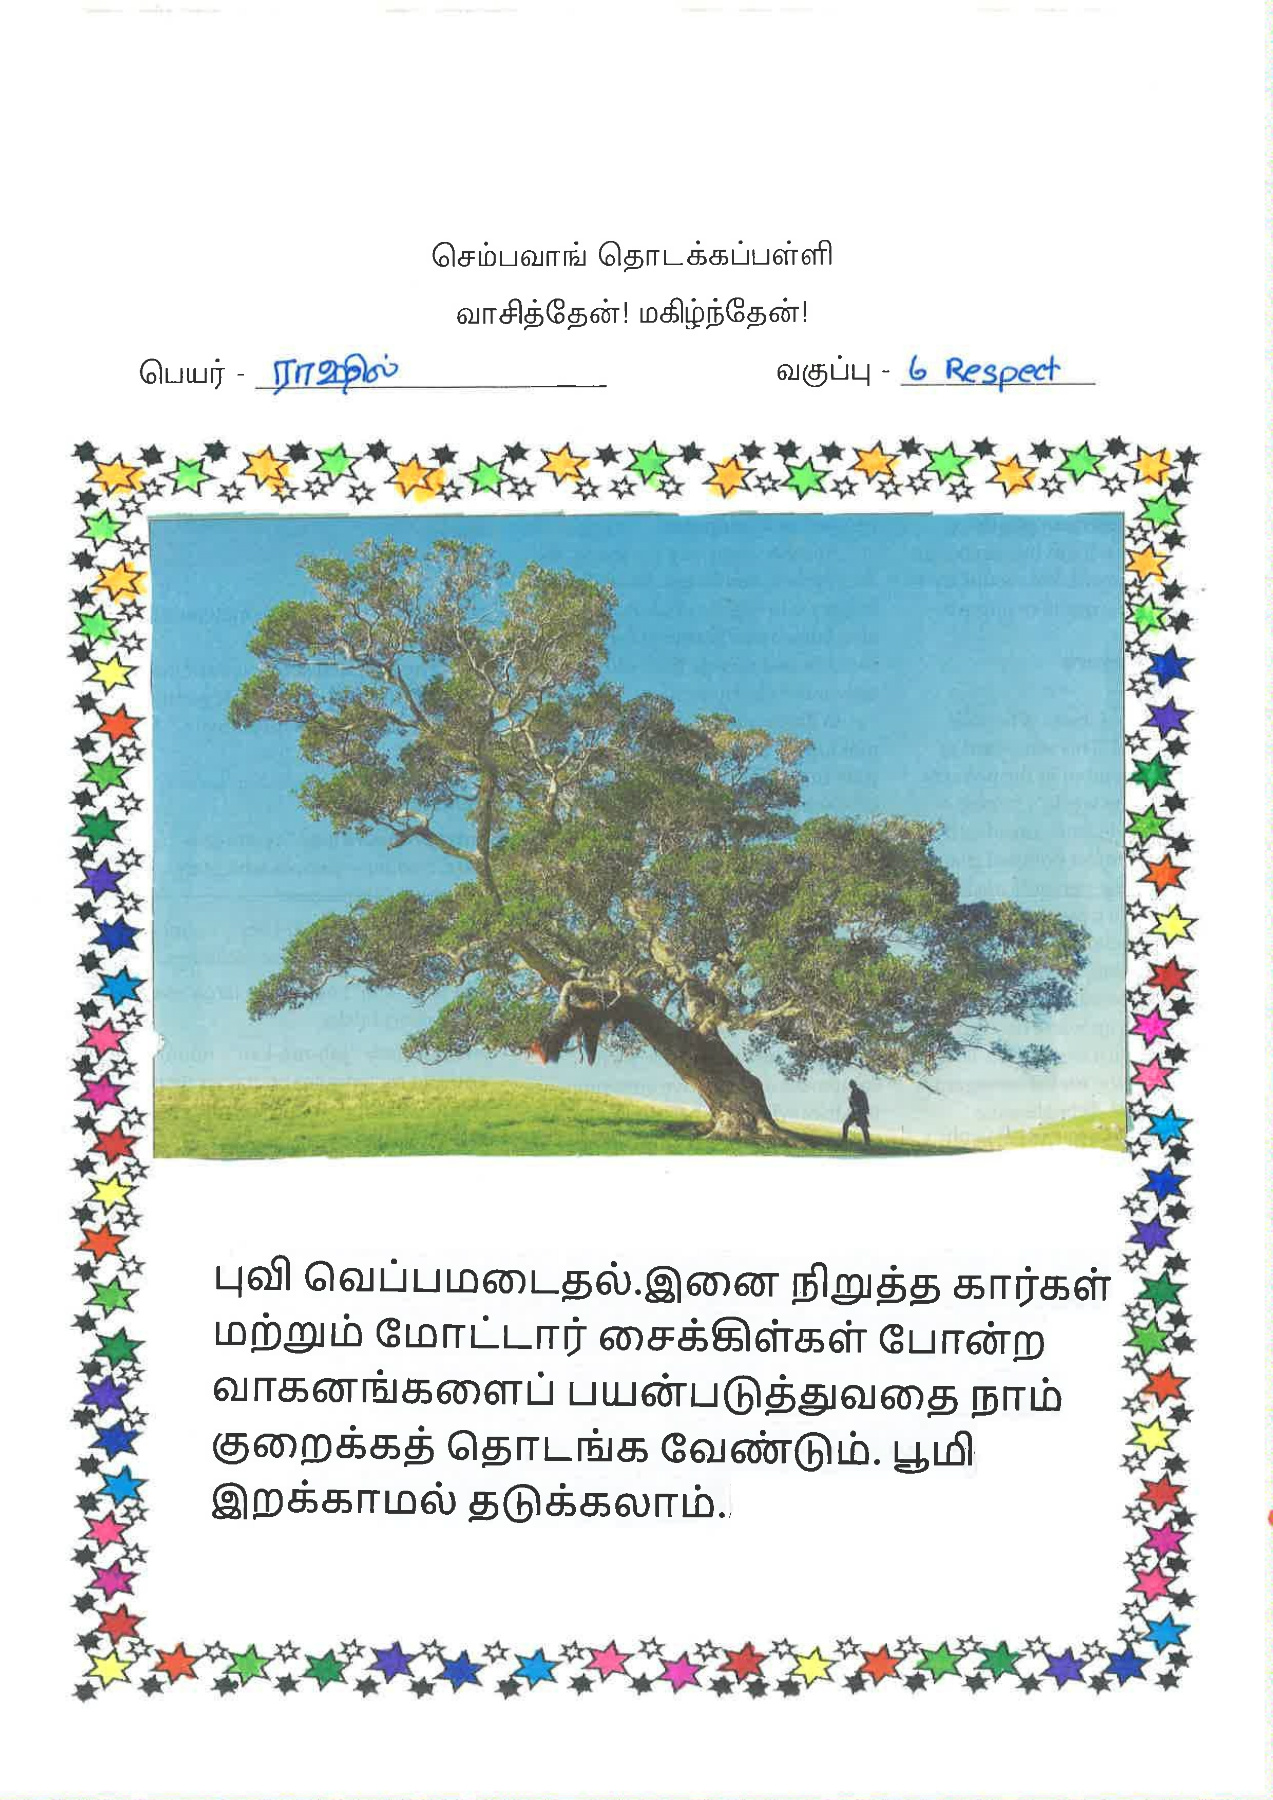 செம்பவாங் தொடக்கப்பள்ளி
வாசித்தேன்! மகிழ்ந்தேன்!
பெயர் - ராஷில் வகுப்பு - 6 Respect
புவி வெப்பமடைதல்.இனை நிறுத்த கார்கள்
மற்றும் மோட்டார் சைக்கிள்கள் போன்ற
வாகனங்களைப் பயன்படுத்துவதை நாம்
குறைக்கத் தொடங்க வேண்டும். பூமி
இறக்காமல் தடுக்கலாம்.